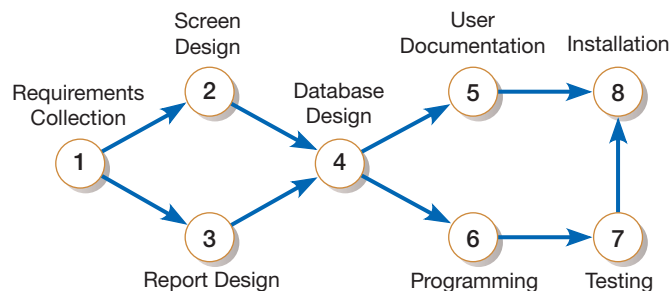 Screen
Design
User
Documentation
Installation
Requirements
Collection
2
Database
Design
5
8
1
4
3
6
7
Report Design
Programming
Testing